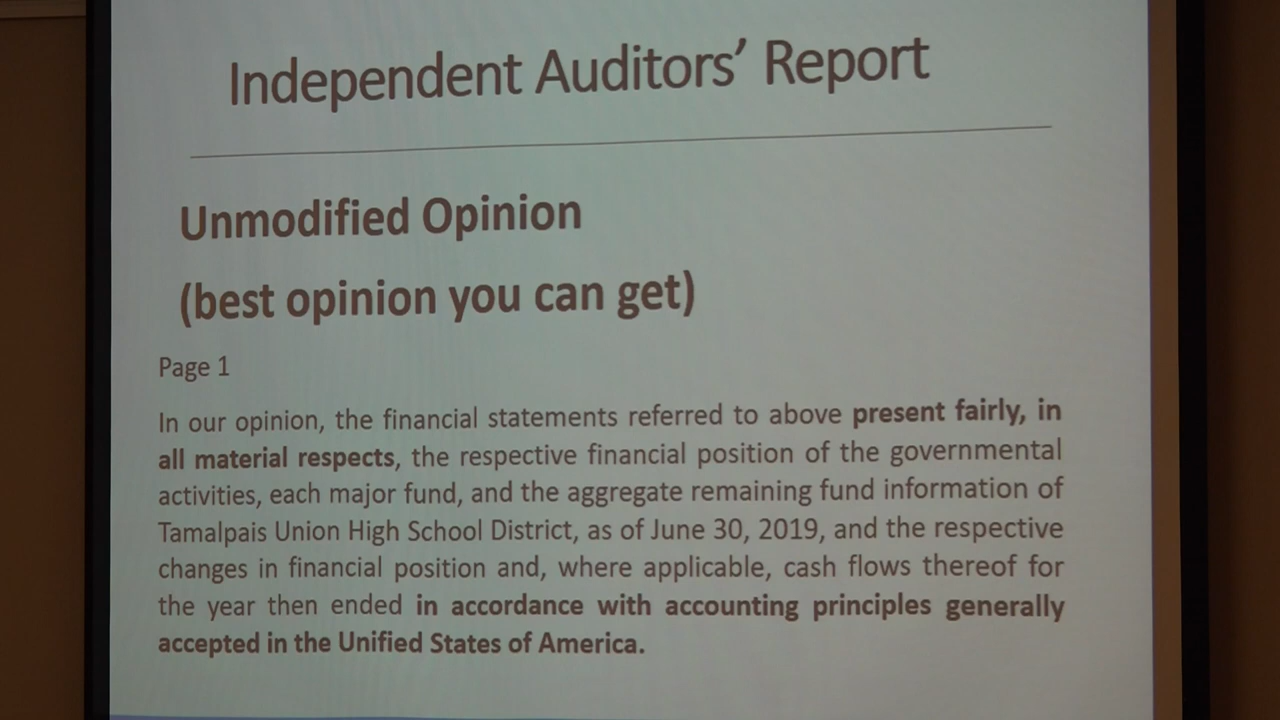 Independent Auditors’ Report
Unmodified Opinion
(best opinion you can get)
Page 1
In our opinion, the financial statements referred to above present fairly, in
all material respects, the respective financial position of the governmental
activities, each major fund, and the aggregate remaining fund information of
Tamalpais Union High School District, as of June 30, 2019, and the respective
changes in financial position and, where applicable, cash flows thereof for
the year then ended in accordance with accounting principles generally
accepted in the Unified States of America.